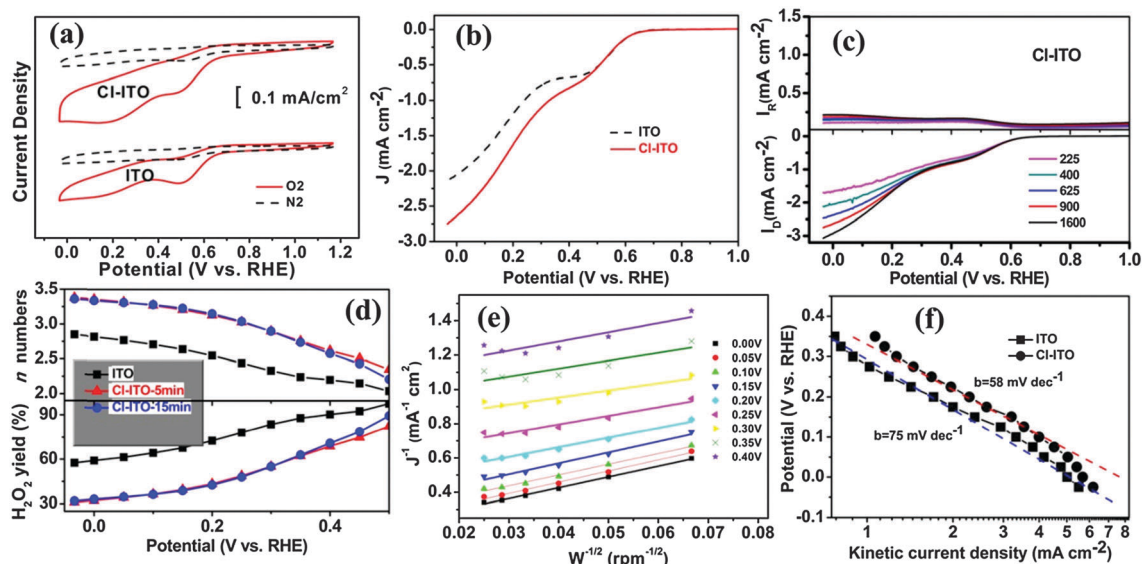 (a)
Cl-ITO
[ 0.1 mA/cm2
ITO
O2
N2
Current Density
0.0 0.2 0.4 0.6 0.8 1.0 1.2
Potential (V vs. RHE)
(b)
0.0
-0.5
-1.0
-1.5
-2.0
-2.5
-3.0
J (mA cm-2)
ITO
Cl-ITO
0.0 0.2 0.4 0.6 0.8 1.0
Potential (V vs. RHE)
(c)
Cl-ITO
1.5
1.0
0.5
IR(mA cm-2)
0
-1
-2
-3
ID(mA cm-2)
225
400
625
900
1600
0.0 0.2 0.4 0.6 0.8 1.0
Potential (V vs. RHE)
(d)
3.5
3.0
2.5
2.0
n numbers
ITO
Cl-ITO-5min
Cl-ITO-15min
90
60
30
H2O2 yield (%)
0.0 0.2 0.4
Potential (V vs. RHE)
(e)
1.4
1.2
1.0
0.8
0.6
0.4
J-1 (mA-1 cm2)
0.00V
0.05V
0.10V
0.15V
0.20V
0.25V
0.30V
0.35V
0.40V
0.02 0.03 0.04 0.05 0.06 0.07 0.08
W-1/2 (rpm-1/2)
(f)
ITO
Cl-ITO
b=58 mV dec-1
b=75 mV dec-1
0.4
0.3
0.2
0.1
0.0
-0.1
Potential (V vs. RHE)
1 2 3 4 5 6 7 8
Kinetic current density (mA cm-2)